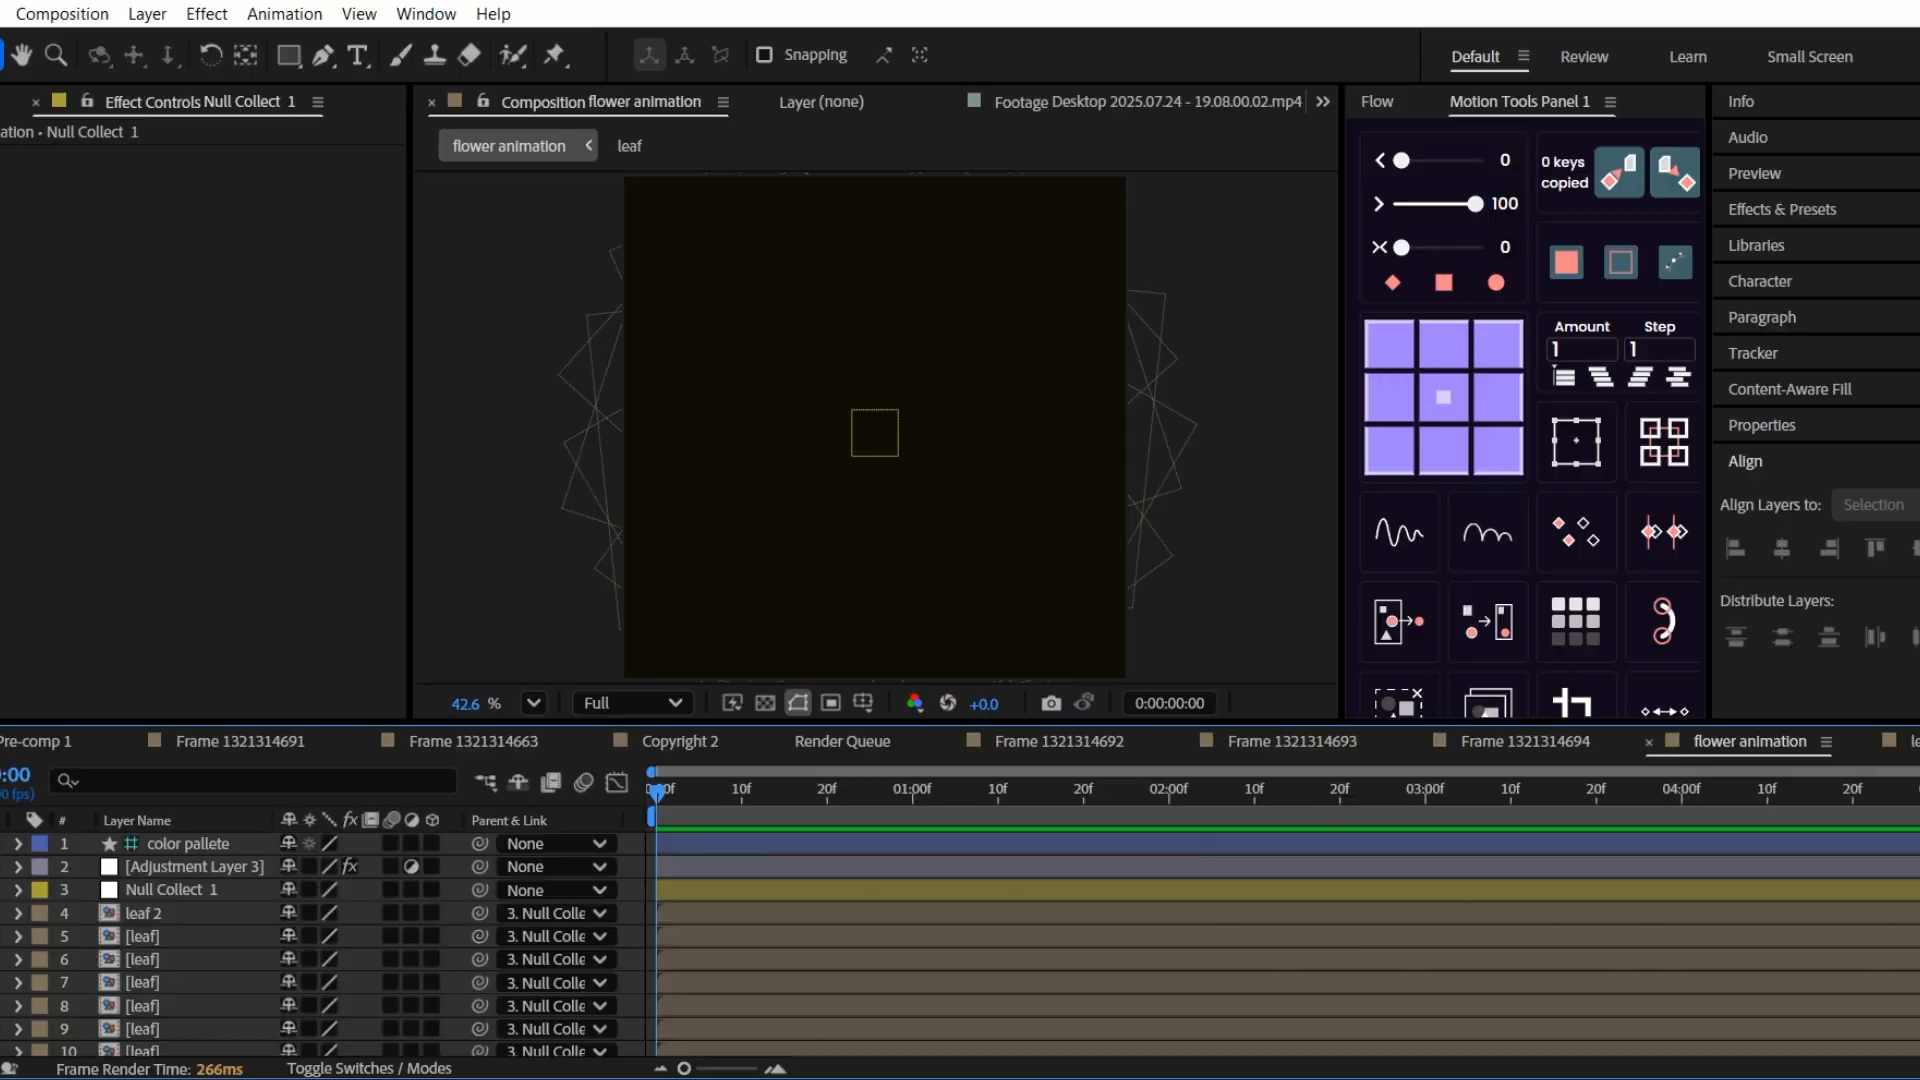 Composition Layer Effect Animation View Window Help
Snapping Default Review Learn Small Screen
Effect Controls Null Collect 1
ation • Null Collect 1
Composition flower animation Layer (none) Footage Desktop 2025.07.24 - 19.08.00.02.mp4
flower animation leaf
Flow Motion Tools Panel 1
0
100
0
0 keys
copied
Amount Step
1 1
Info
Audio
Preview
Effects & Presets
Libraries
Character
Paragraph
Tracker
Content-Aware Fill
Properties
Align
Align Layers to: Selection
Distribute Layers:
42.6 % Full +0.0 0:00:00:00
Pre-comp 1 Frame 1321314691 Frame 1321314663 Copyright 2 Render Queue Frame 1321314692 Frame 1321314693 Frame 1321314694 flower animation le
:00
0 fps)
10f 20f 01:00f 10f 20f 02:00f 10f 20f 03:00f 10f 20f 04:00f 10f 20f
# Layer Name fx Parent & Link
1 color pallete None
2 [Adjustment Layer 3] fx None
3 Null Collect 1 None
4 leaf 2 3. Null Colle
5 [leaf] 3. Null Colle
6 [leaf] 3. Null Colle
7 [leaf] 3. Null Colle
8 [leaf] 3. Null Colle
9 [leaf] 3. Null Colle
10 [leaf] 3. Null Colle
Frame Render Time: 266ms Toggle Switches / Modes